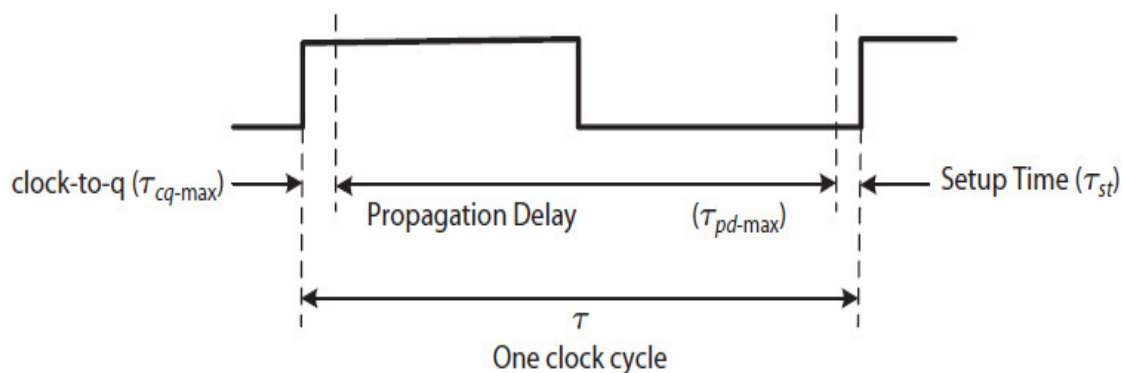 clock-to-q (τcq-max)
Setup Time (τst)
Propagation Delay (τpd-max)
τ
One clock cycle